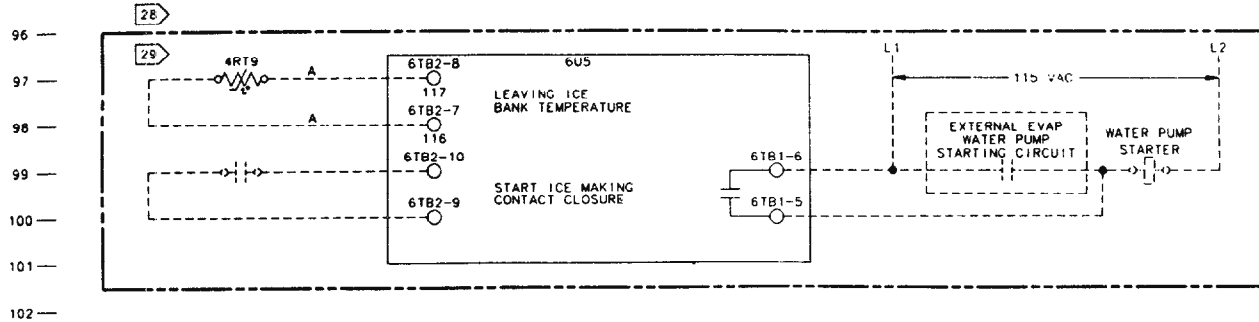 28
96
29
L1
L2
4RT9
6TB2-8
6U5
97
A
117
LEAVING ICE
BANK TEMPERATURE
115 VAC
6TB2-7
98
A
116
EXTERNAL EVAP
WATER PUMP
STARTING CIRCUIT
WATER PUMP
STARTER
6TB2-10
6TB1-6
99
START ICE MAKING
CONTACT CLOSURE
6TB2-9
6TB1-5
100
101
102